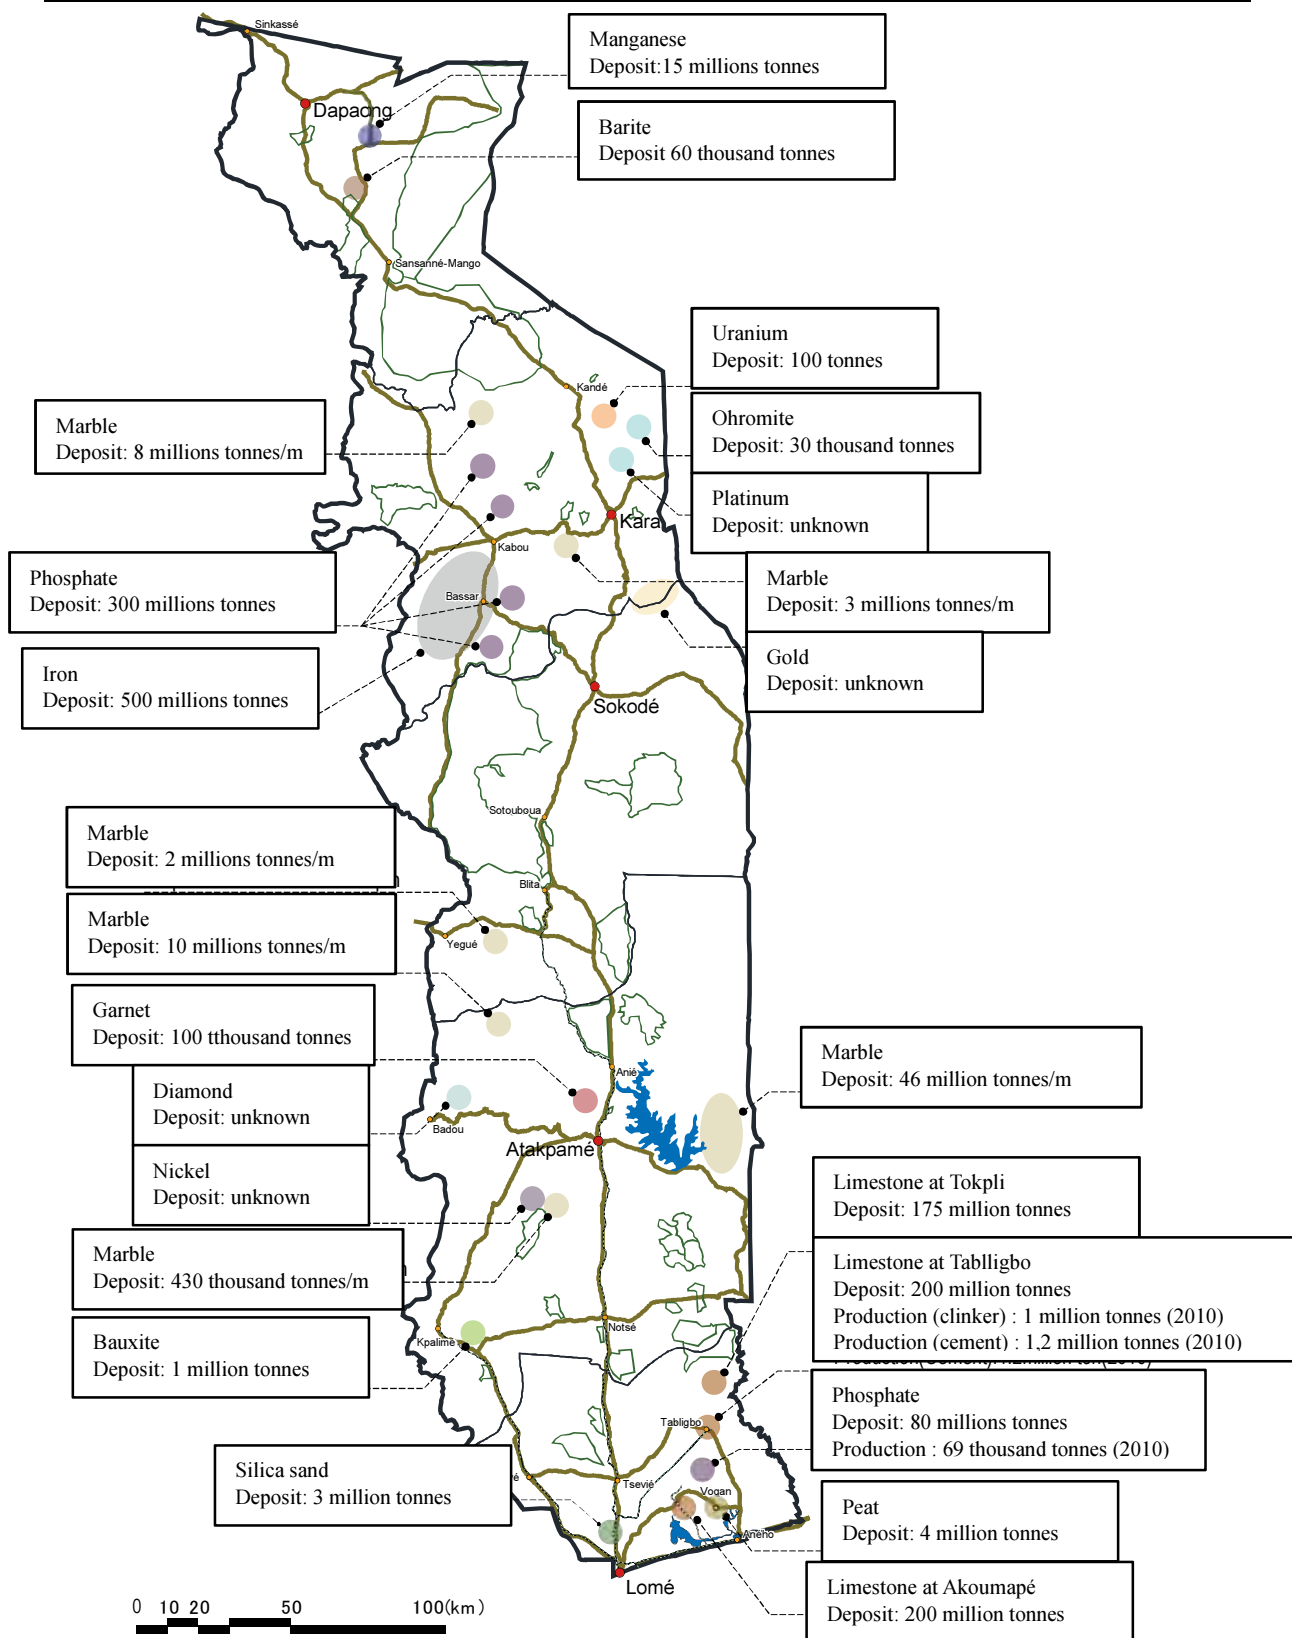 Sinkassé
Manganese
Deposit:15 millions tonnes
Dapaong
Barite
Deposit 60 thousand tonnes
Sansanné-Mango
Uranium
Deposit: 100 tonnes
Kandé
Ohromite
Deposit: 30 thousand tonnes
Marble
Deposit: 8 millions tonnes/m
Platinum
Deposit: unknown
Kara
Kabou
Phosphate
Deposit: 300 millions tonnes
Marble
Deposit: 3 millions tonnes/m
Bassar
Iron
Deposit: 500 millions tonnes
Gold
Deposit: unknown
Sokodé
Sotouboua
Marble
Deposit: 2 millions tonnes/m
Blita
Marble
Deposit: 10 millions tonnes/m
Yegué
Garnet
Deposit: 100 tthousand tonnes
Marble
Deposit: 46 million tonnes/m
Anié
Diamond
Deposit: unknown
Badou
Atakpamé
Nickel
Deposit: unknown
Limestone at Tokpli
Deposit: 175 million tonnes
Marble
Deposit: 430 thousand tonnes/m
Limestone at Tablligbo
Deposit: 200 million tonnes
Production (clinker) : 1 million tonnes (2010)
Production (cement) : 1,2 million tonnes (2010)
Notsé
Kpalimé
Bauxite
Deposit: 1 million tonnes
Phosphate
Deposit: 80 millions tonnes
Production : 69 thousand tonnes (2010)
Tabligbo
Silica sand
Deposit: 3 million tonnes
Tsevié
Vogan
Peat
Deposit: 4 million tonnes
Aného
Lomé
Limestone at Akoumapé
Deposit: 200 million tonnes
0 10 20 50 100(km)